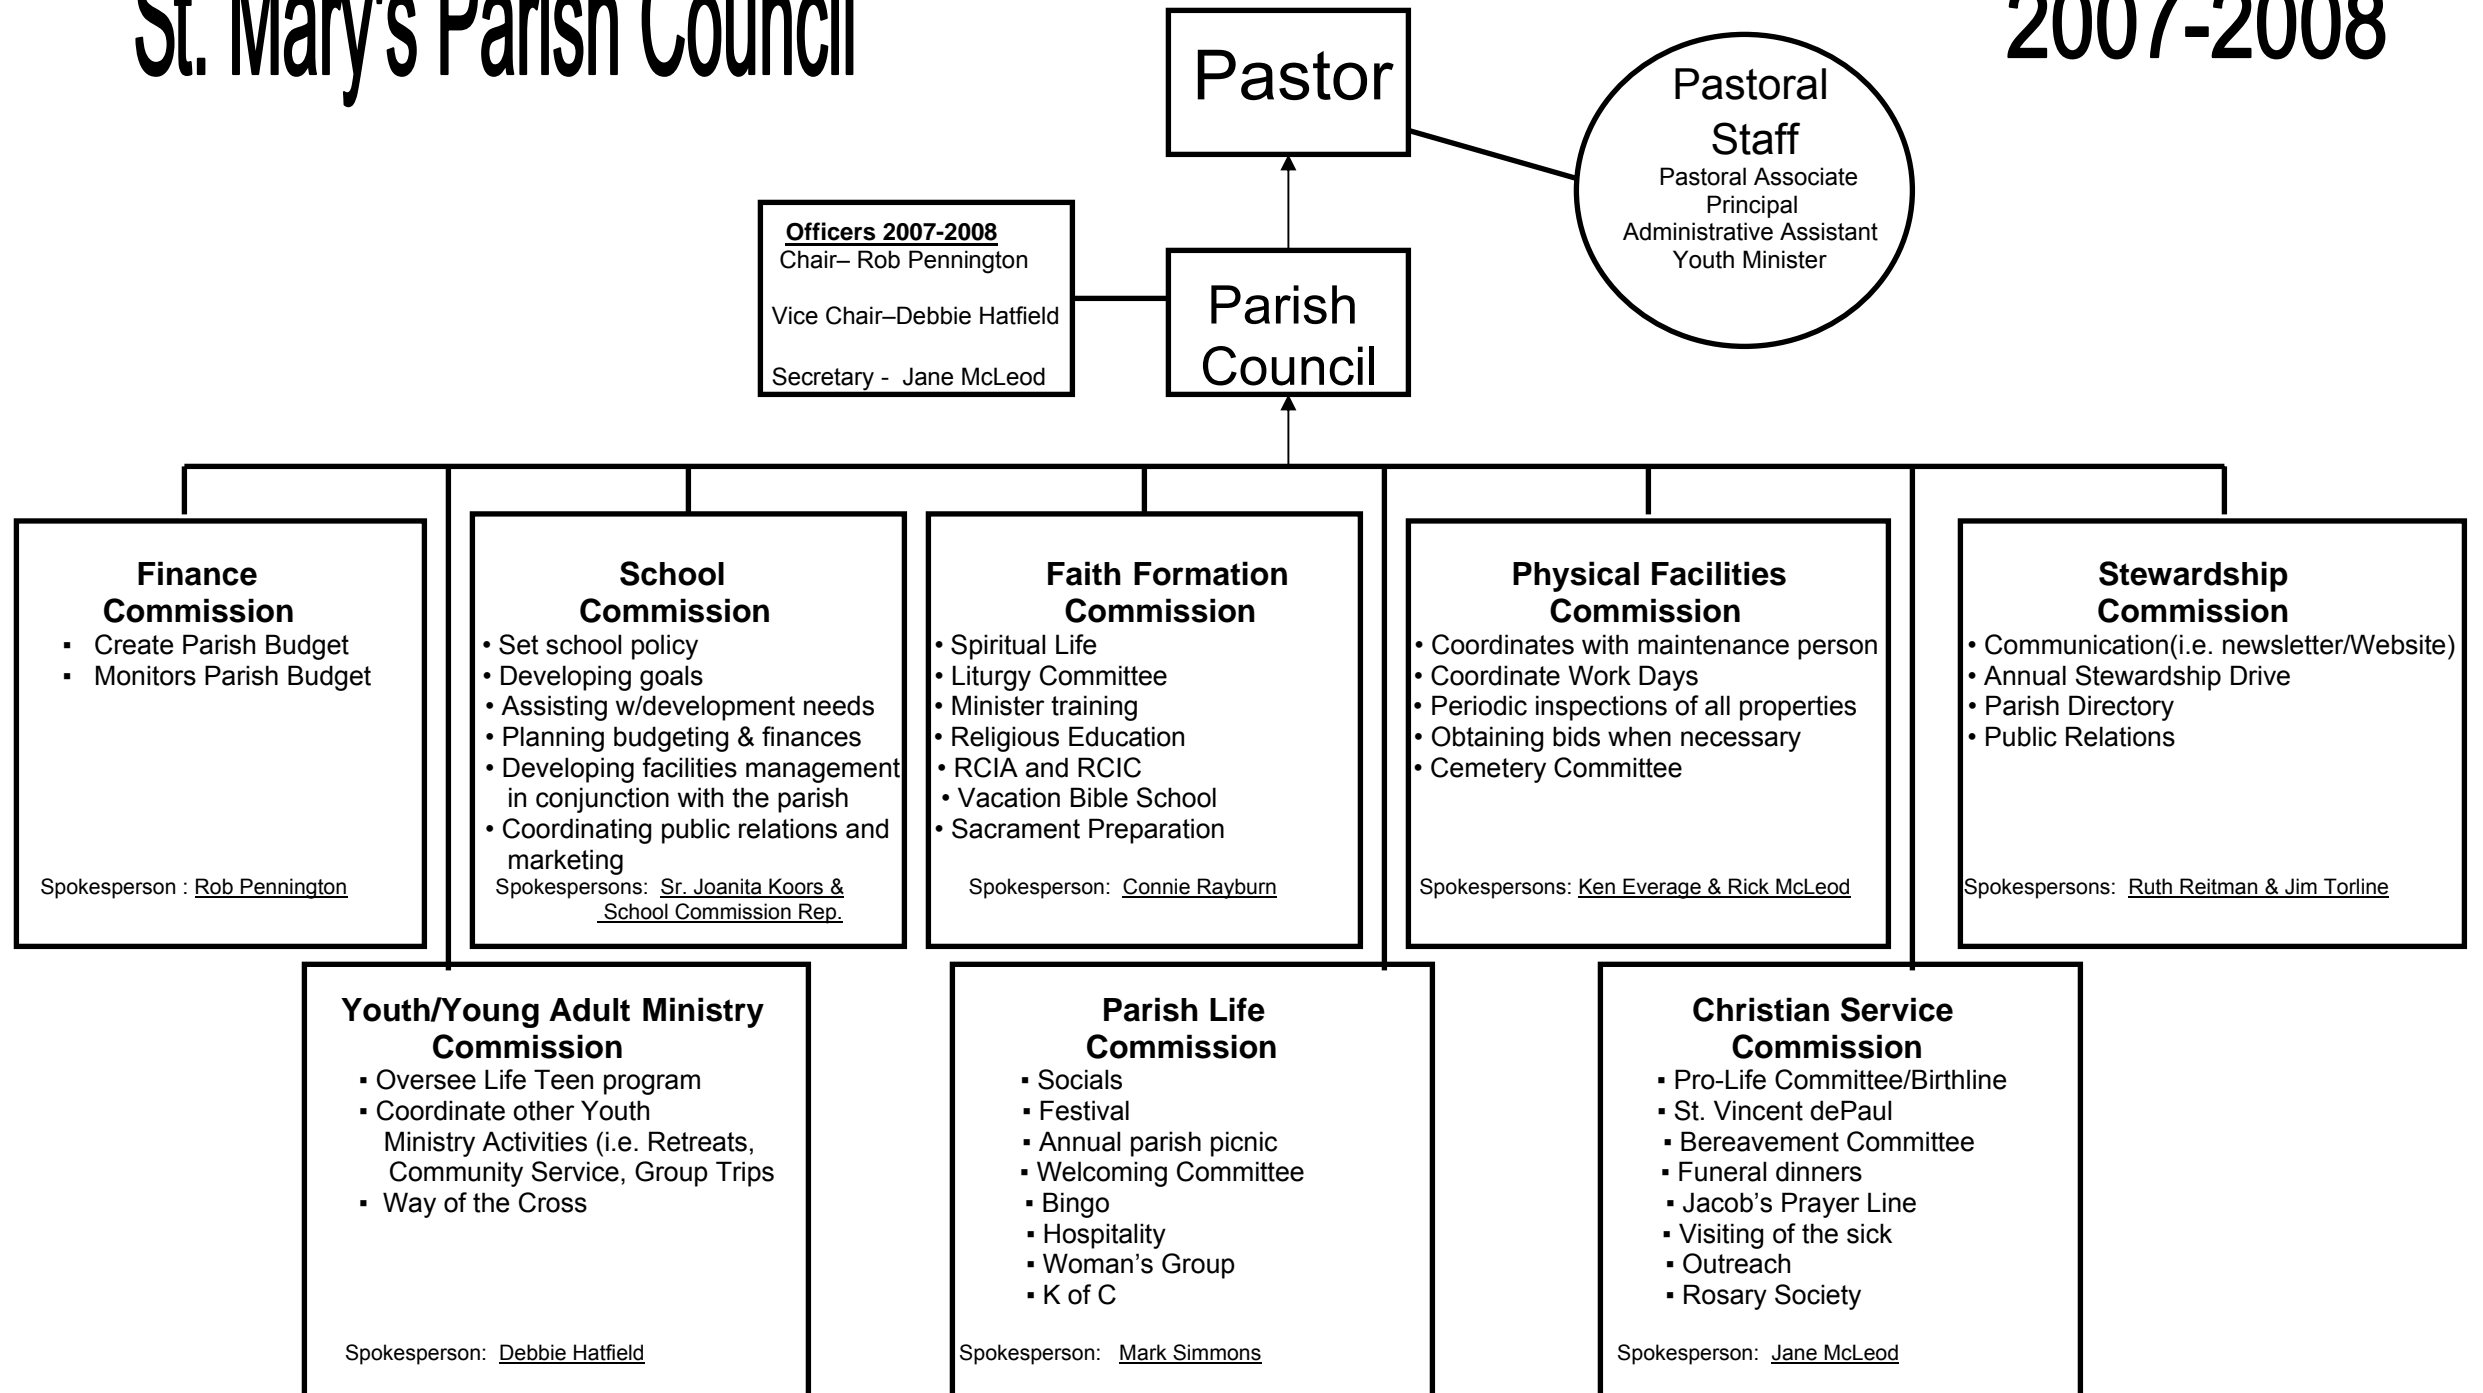 St. Mary's Parish Council
2007-2008
Pastor
Pastoral
Staff
Pastoral Associate
Principal
Administrative Assistant
Youth Minister
Officers 2007-2008
Chair– Rob Pennington
Vice Chair–Debbie Hatfield
Secretary - Jane McLeod
Parish
Council
Finance
Commission
▪ Create Parish Budget
▪ Monitors Parish Budget
Spokesperson : Rob Pennington
School
Commission
• Set school policy
• Developing goals
• Assisting w/development needs
• Planning budgeting & finances
• Developing facilities management
in conjunction with the parish
• Coordinating public relations and
marketing
Spokespersons: Sr. Joanita Koors &
School Commission Rep.
Faith Formation
Commission
• Spiritual Life
• Liturgy Committee
• Minister training
• Religious Education
• RCIA and RCIC
• Vacation Bible School
• Sacrament Preparation
Spokesperson: Connie Rayburn
Physical Facilities
Commission
• Coordinates with maintenance person
• Coordinate Work Days
• Periodic inspections of all properties
• Obtaining bids when necessary
• Cemetery Committee
Spokespersons: Ken Everage & Rick McLeod
Stewardship
Commission
• Communication(i.e. newsletter/Website)
• Annual Stewardship Drive
• Parish Directory
• Public Relations
Spokespersons: Ruth Reitman & Jim Torline
Youth/Young Adult Ministry
Commission
▪ Oversee Life Teen program
▪ Coordinate other Youth
Ministry Activities (i.e. Retreats,
Community Service, Group Trips
▪ Way of the Cross
Spokesperson: Debbie Hatfield
Parish Life
Commission
▪ Socials
▪ Festival
▪ Annual parish picnic
▪ Welcoming Committee
▪ Bingo
▪ Hospitality
▪ Woman’s Group
▪ K of C
Spokesperson: Mark Simmons
Christian Service
Commission
▪ Pro-Life Committee/Birthline
▪ St. Vincent dePaul
▪ Bereavement Committee
▪ Funeral dinners
▪ Jacob’s Prayer Line
▪ Visiting of the sick
▪ Outreach
▪ Rosary Society
Spokesperson: Jane McLeod